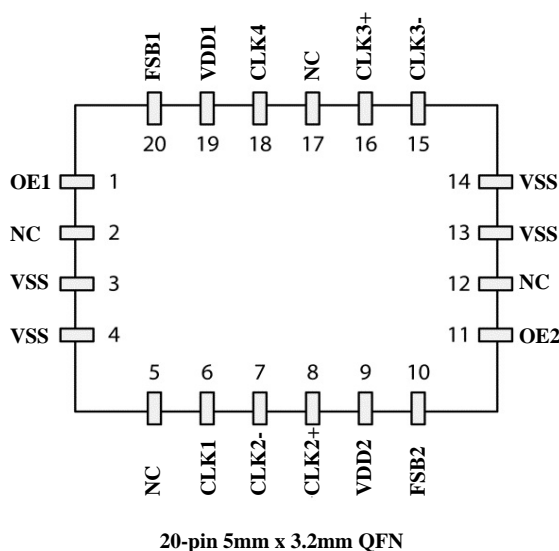 FSB1 VDD1 CLK4 NC CLK3+ CLK3-
20 19 18 17 16 15
OE1 1 14 VSS
NC 2 13 VSS
VSS 3 12 NC
VSS 4 11 OE2
5 6 7 8 9 10
NC CLK1 CLK2- CLK2+ VDD2 FSB2
20-pin 5mm x 3.2mm QFN